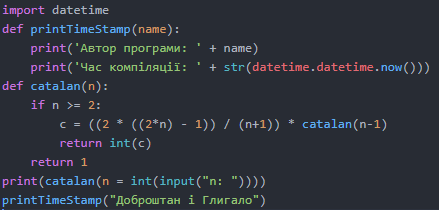 import datetime
def printTimeStamp(name):
    print('Автор програми: ' + name)
    print('Час компіляції: ' + str(datetime.datetime.now()))
def catalan(n):
    if n >= 2:
        c = ((2 * ((2*n) - 1)) / (n+1)) * catalan(n-1)
        return int(c)
    return 1
print(catalan(n = int(input("n: "))))
printTimeStamp("Доброштан і Глигало")